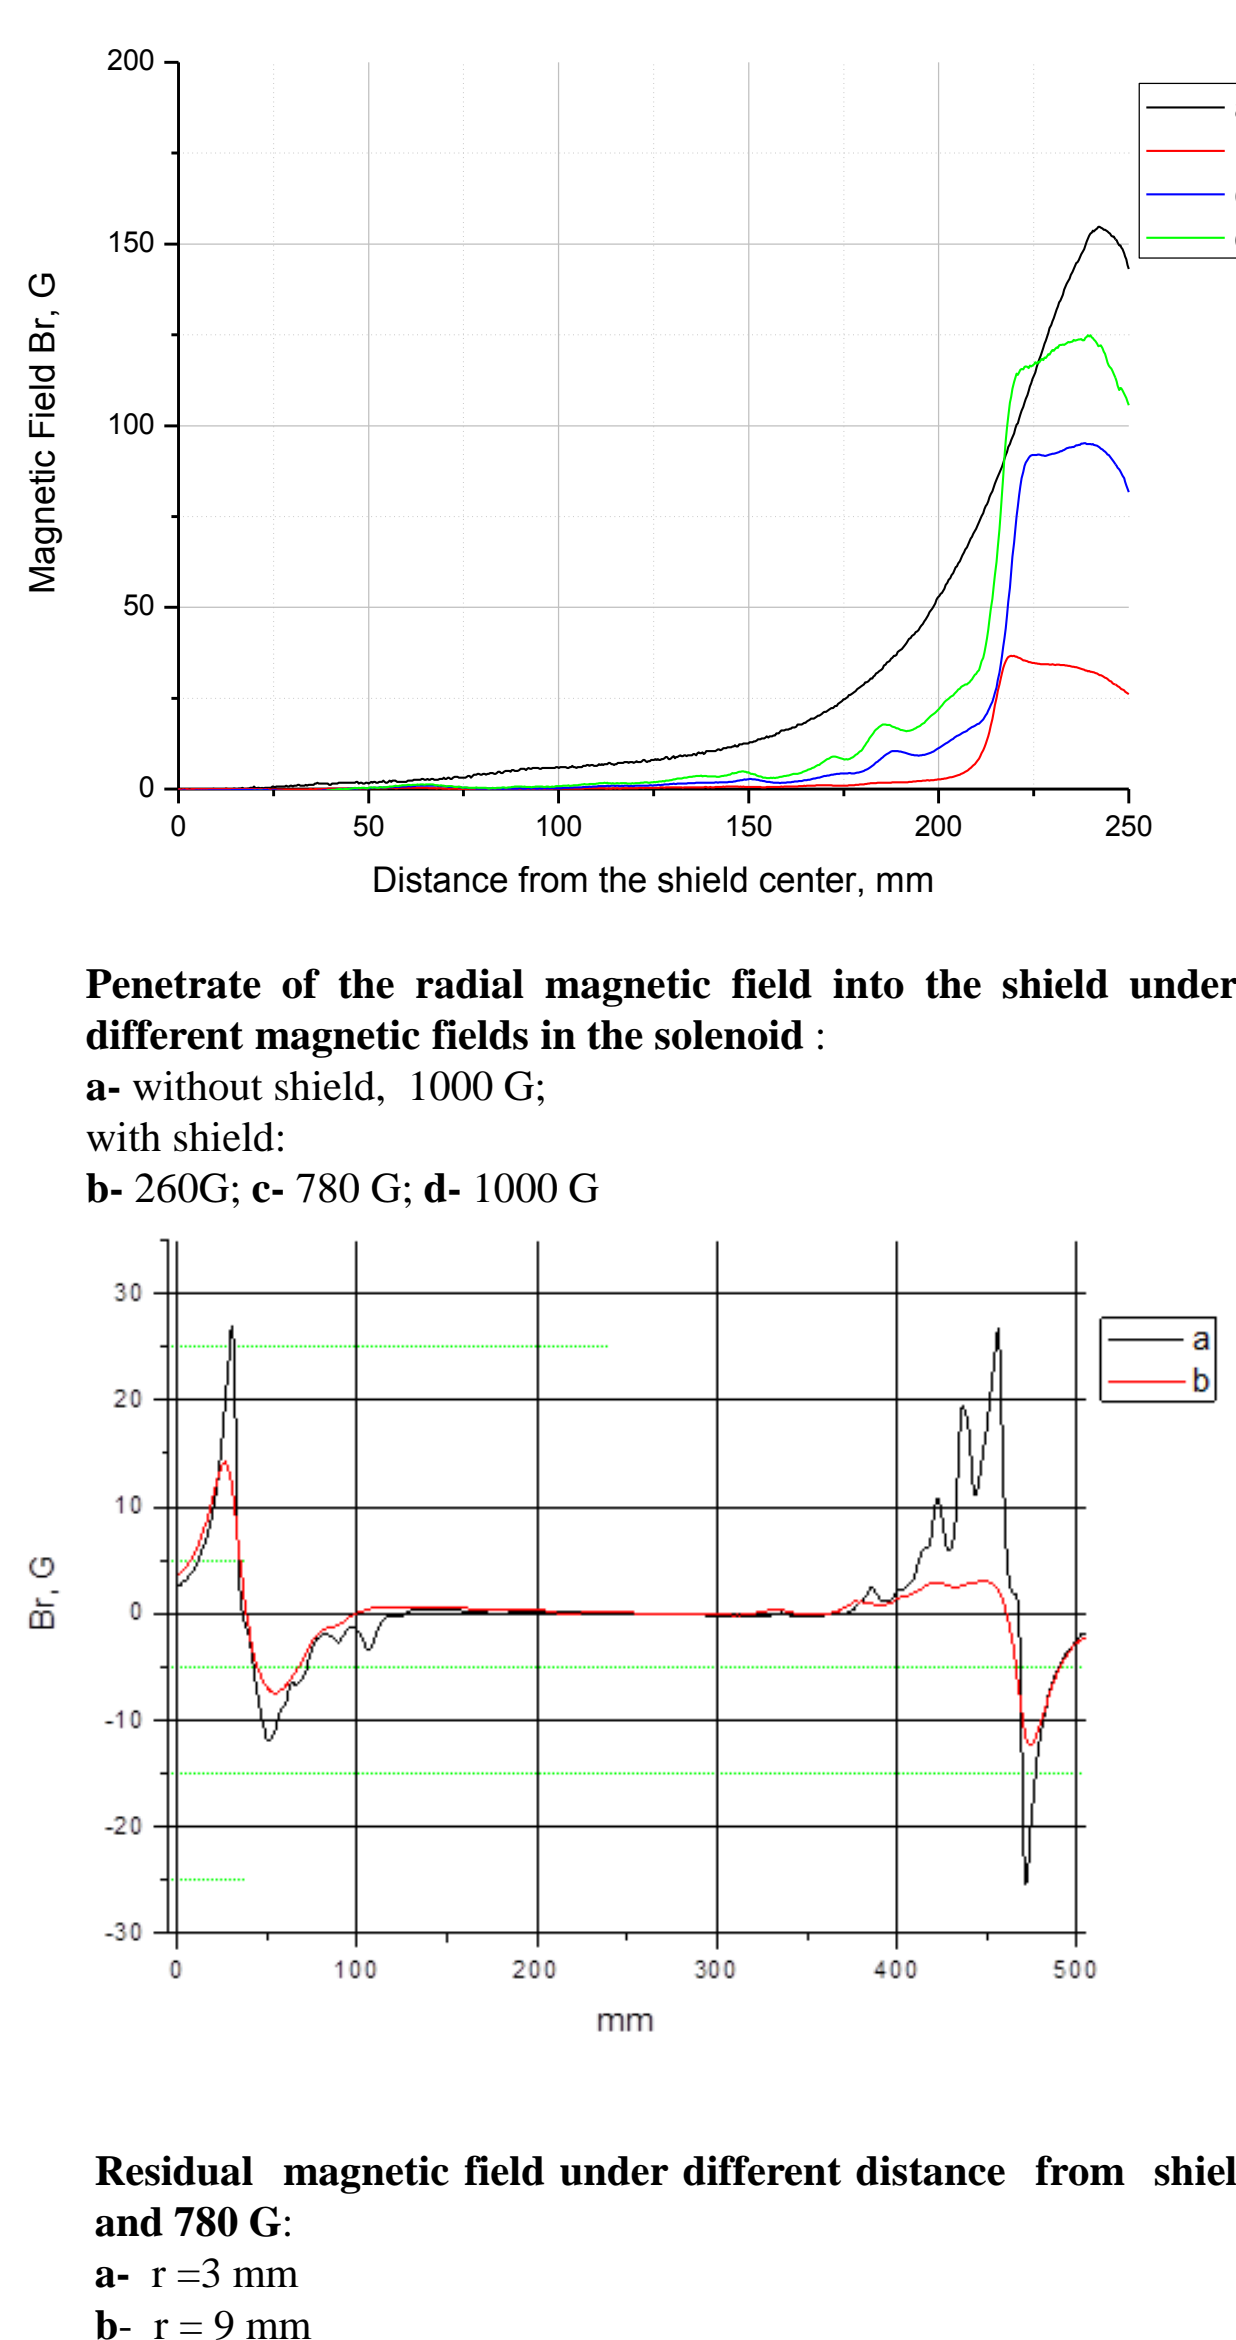 200
150
100
50
0
Magnetic Field Br, G
0 50 100 150 200 250
Distance from the shield center, mm
Penetrate of the radial magnetic field into the shield under
different magnetic fields in the solenoid :
a- without shield, 1000 G;
with shield:
b- 260G; c- 780 G; d- 1000 G
30
20
10
0
-10
-20
-30
Br, G
a
b
0 100 200 300 400 500
mm
Residual magnetic field under different distance from shiel
and 780 G:
a- r =3 mm
b- r = 9 mm